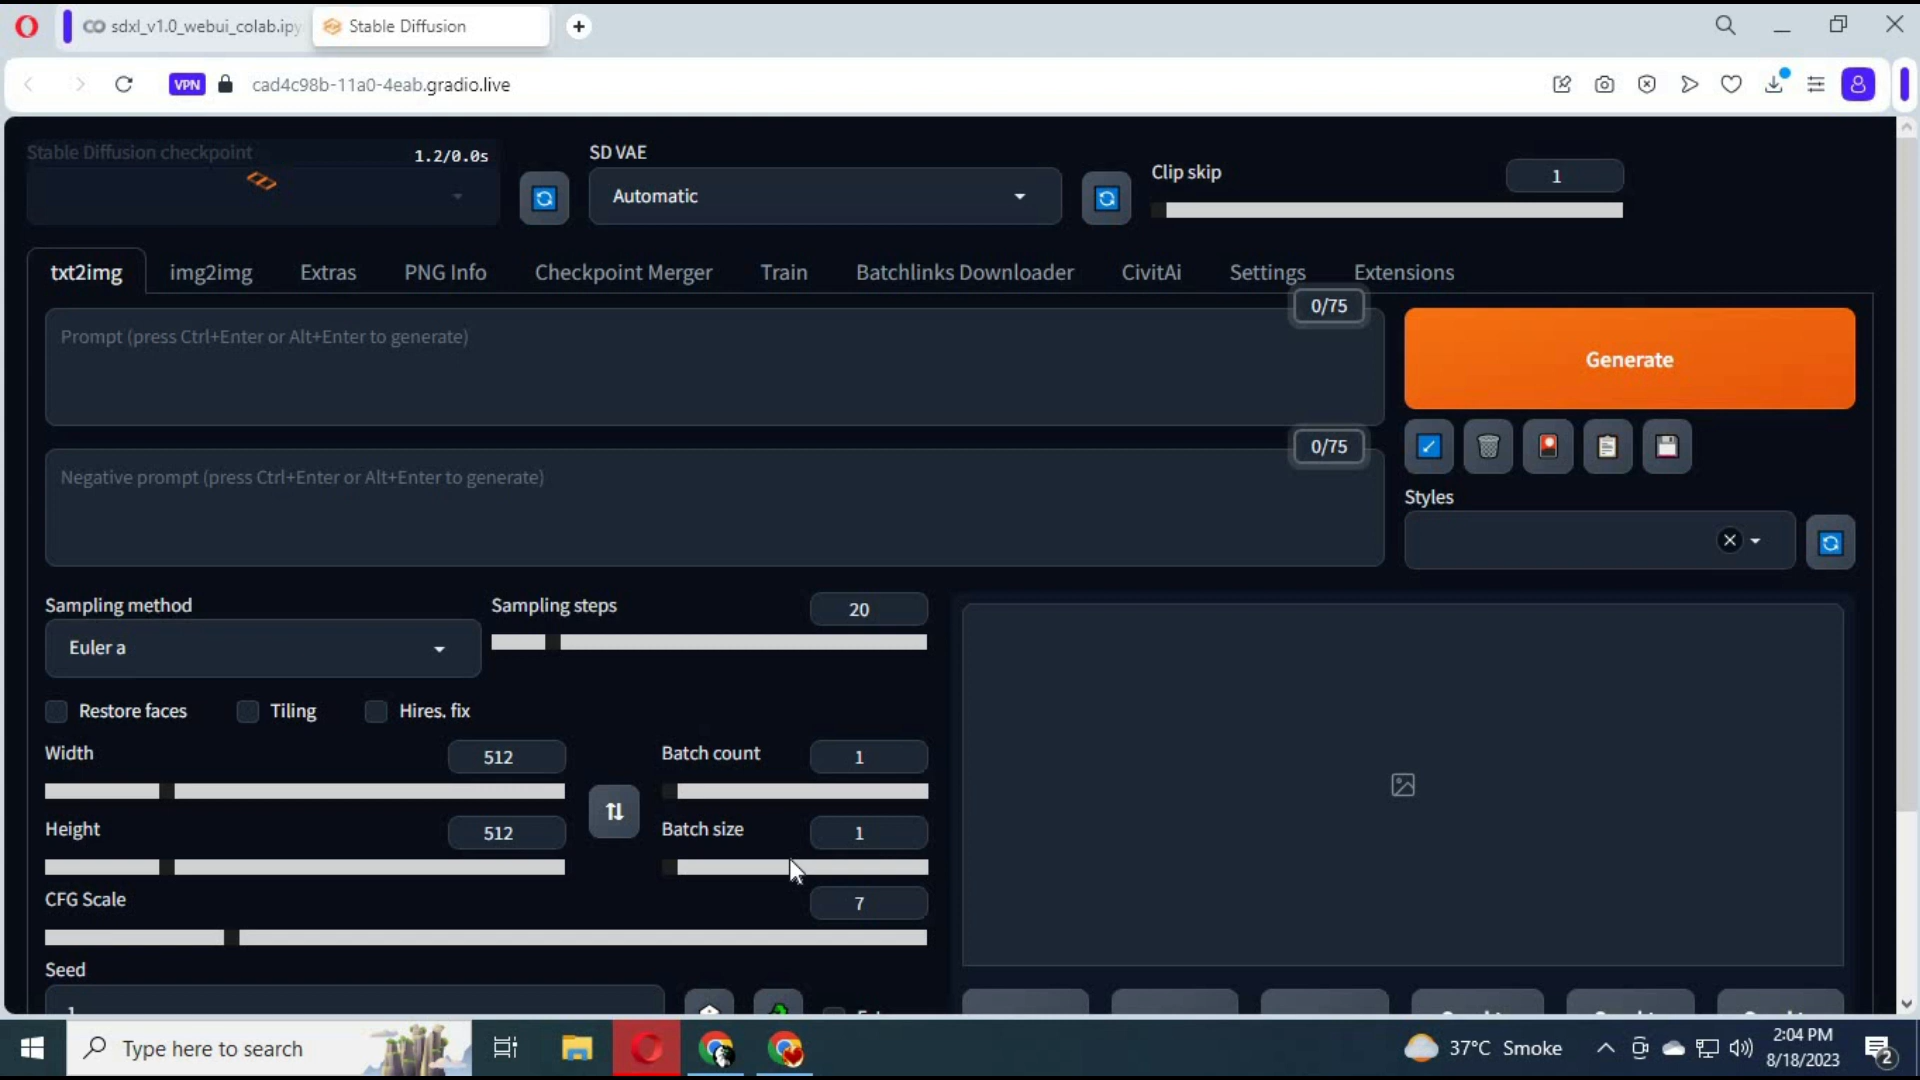 sdxl_v1.0_webui_colab.ipy
Stable Diffusion
VPN
cad4c98b-11a0-4eab.gradio.live
Stable Diffusion checkpoint
1.2/0.0s
SD VAE
Automatic
Clip skip
1
txt2img
img2img
Extras
PNG Info
Checkpoint Merger
Train
Batchlinks Downloader
CivitAi
Settings
Extensions
0/75
Prompt (press Ctrl+Enter or Alt+Enter to generate)
Generate
0/75
Negative prompt (press Ctrl+Enter or Alt+Enter to generate)
Styles
Sampling method
Euler a
Sampling steps
20
Restore faces
Tiling
Hires. fix
Width
512
Batch count
1
Height
512
Batch size
1
CFG Scale
7
Seed
Type here to search
37°C Smoke
2:04 PM
8/18/2023
2